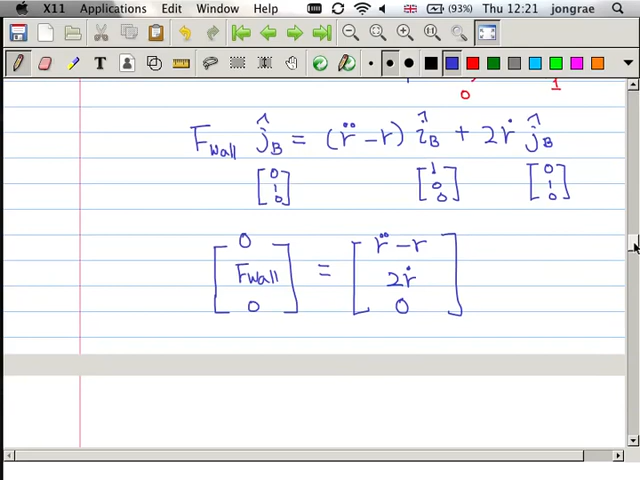 X11 Applications Edit Window Help (93%) Thu 12:21 jongrae
0 1
F_wall ĵ_B = (r̈ - r) î_B + 2ṙ ĵ_B
[0 1 0] [1 0 0] [0 1 0]
[0 F_wall 0] = [r̈ - r 2ṙ 0]